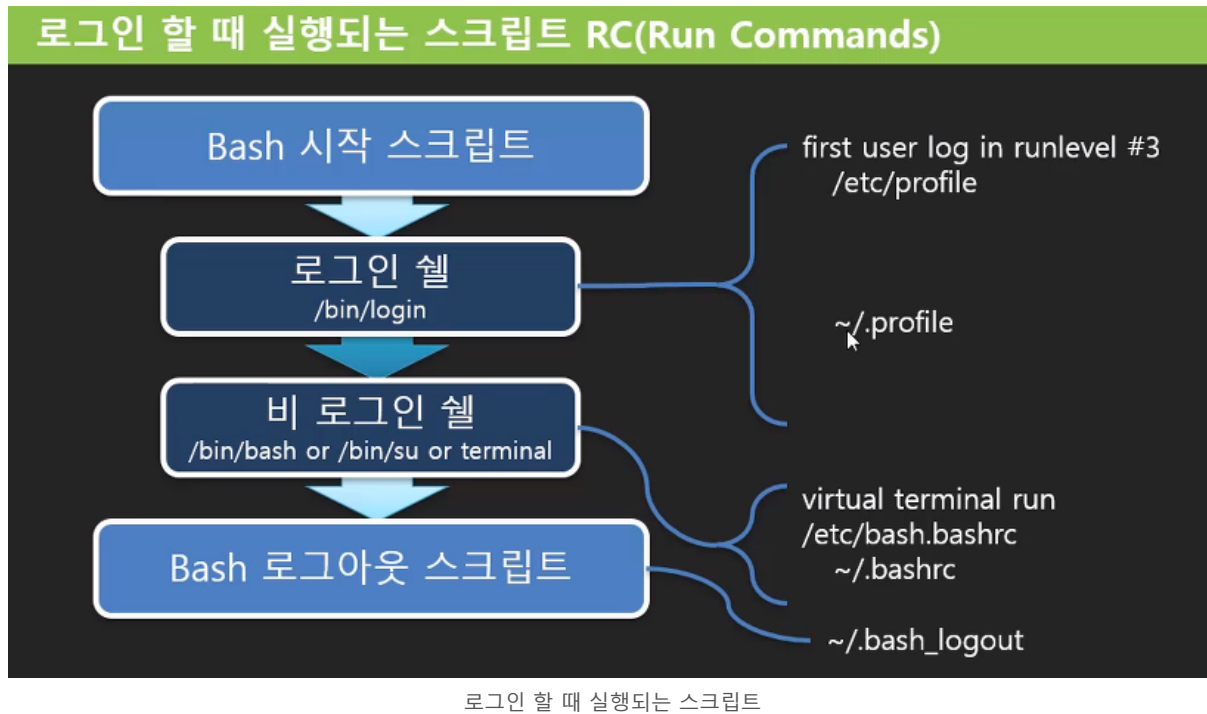 로그인 할 때 실행되는 스크립트 RC(Run Commands)
Bash 시작 스크립트
로그인 쉘
/bin/login
비 로그인 쉘
/bin/bash or /bin/su or terminal
Bash 로그아웃 스크립트
first user log in runlevel #3
/etc/profile
~/.profile
virtual terminal run
/etc/bash.bashrc
~/.bashrc
~/.bash_logout
로그인 할 때 실행되는 스크립트